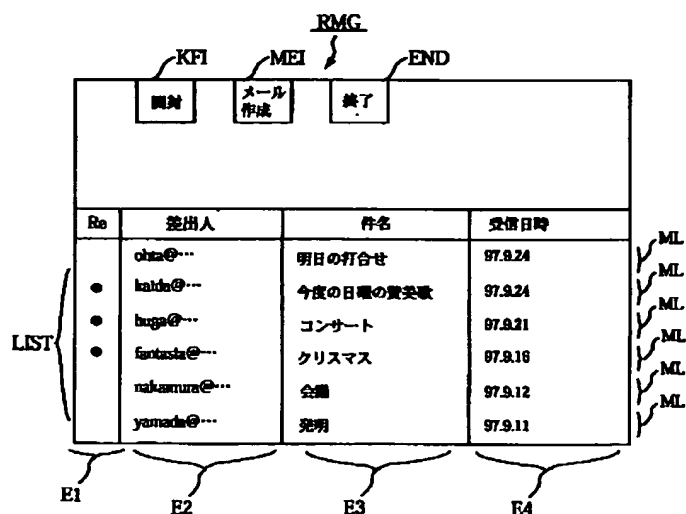 RMG
KFI MEI END
開封 メール作成 終了
Re 差出人 件名 受信日時
ohta@… 明日の打合せ 97.9.24 ML
● kaida@… 今度の日曜の賛美歌 97.9.24 ML
● huga@… コンサート 97.9.21 ML
LIST
● fantasta@… クリスマス 97.9.16 ML
nakamura@… 会議 97.9.12 ML
yamada@… 発明 97.9.11 ML
E1 E2 E3 E4